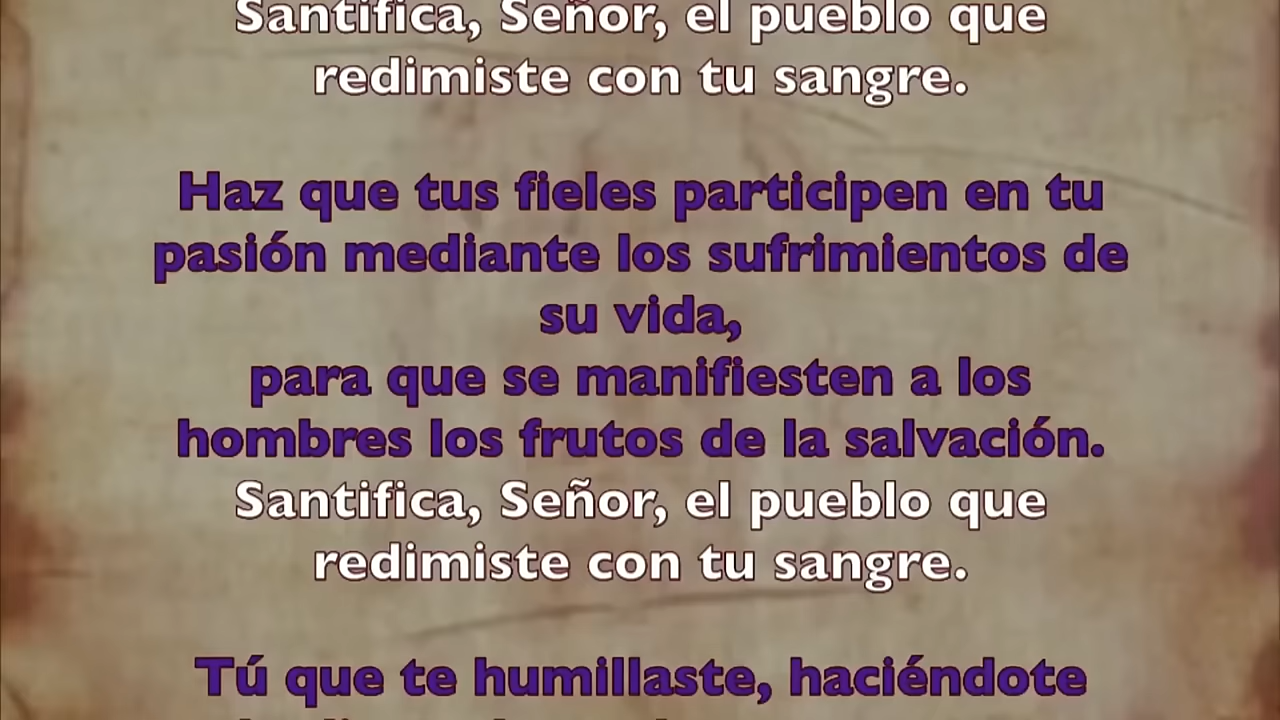 Santifica, Señor, el pueblo que
redimiste con tu sangre.
Haz que tus fieles participen en tu
pasión mediante los sufrimientos de
su vida,
para que se manifiesten a los
hombres los frutos de la salvación.
Santifica, Señor, el pueblo que
redimiste con tu sangre.
Tú que te humillaste, haciéndote